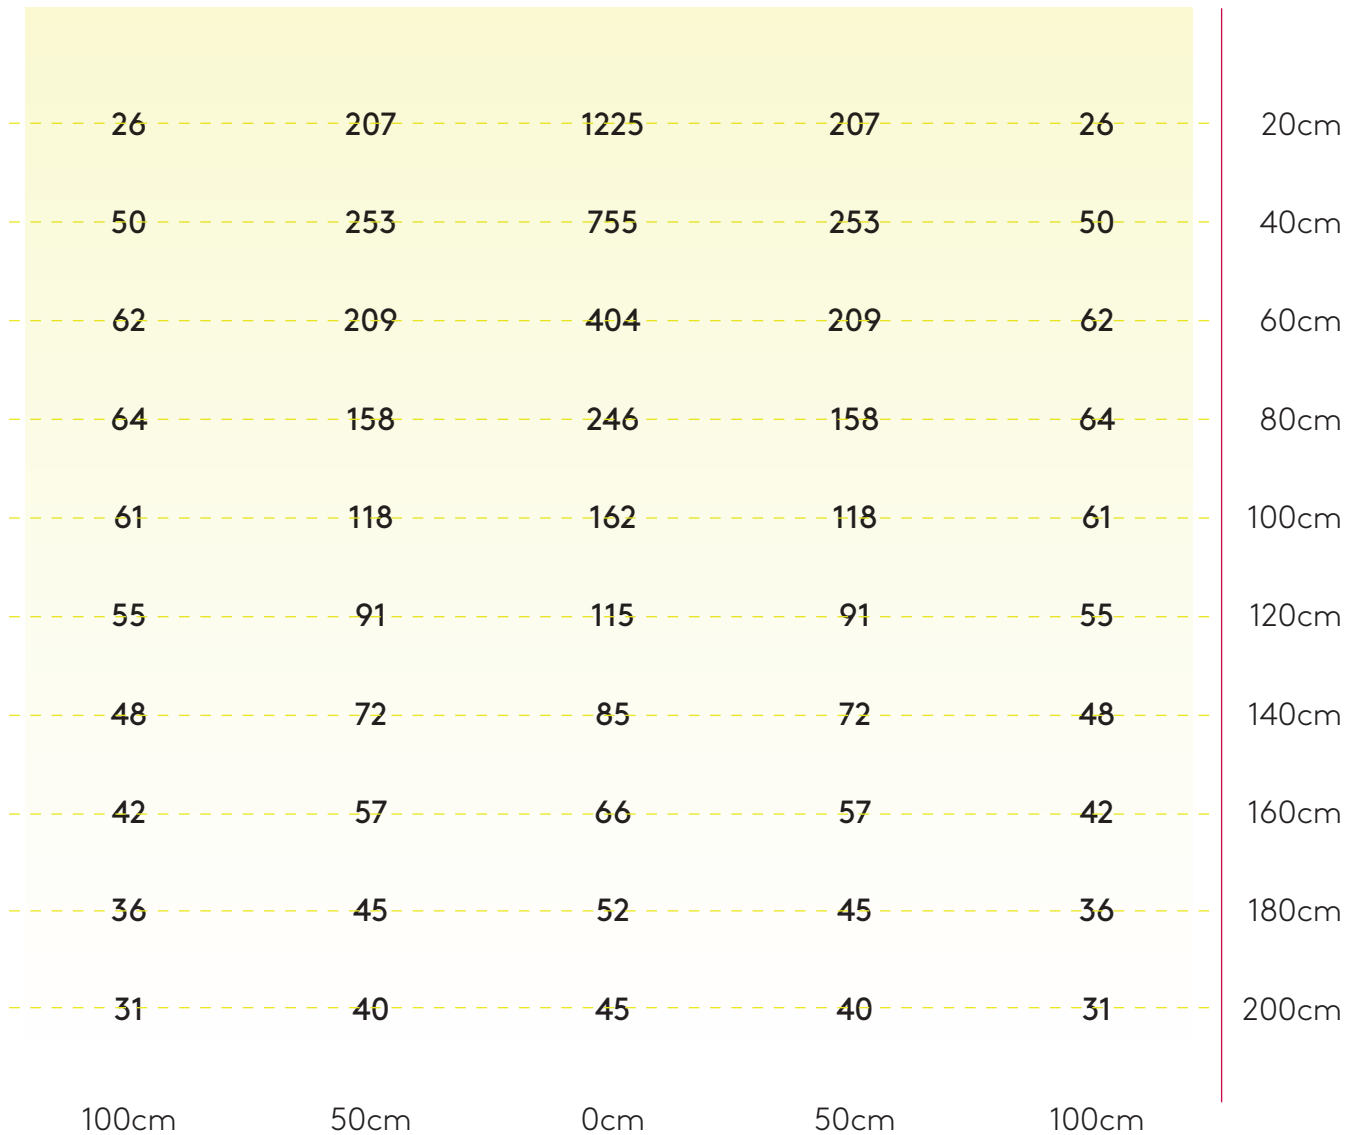 26 207 1225 207 26 20cm
50 253 755 253 50 40cm
62 209 404 209 62 60cm
64 158 246 158 64 80cm
61 118 162 118 61 100cm
55 91 115 91 55 120cm
48 72 85 72 48 140cm
42 57 66 57 42 160cm
36 45 52 45 36 180cm
31 40 45 40 31 200cm
100cm 50cm 0cm 50cm 100cm